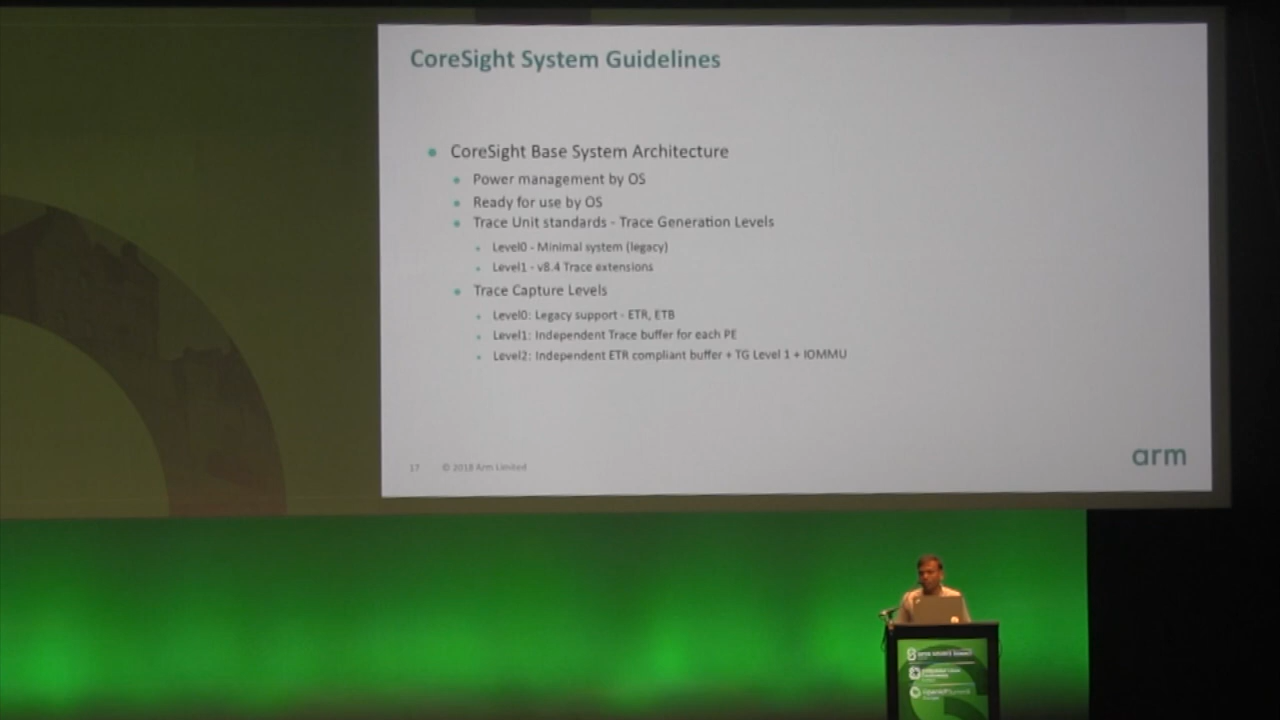 CoreSight System Guidelines
CoreSight Base System Architecture
Power management by OS
Ready for use by OS
Trace Unit standards - Trace Generation Levels
Level0 - Minimal system (legacy)
Level1 - v8.4 Trace extensions
Trace Capture Levels
Level0: Legacy support - ETR, ETB
Level1: Independent Trace buffer for each PE
Level2: Independent ETR compliant buffer + TG Level 1 + IOMMU
17 © 2018 Arm Limited
arm
OPEN SOURCE SUMMIT